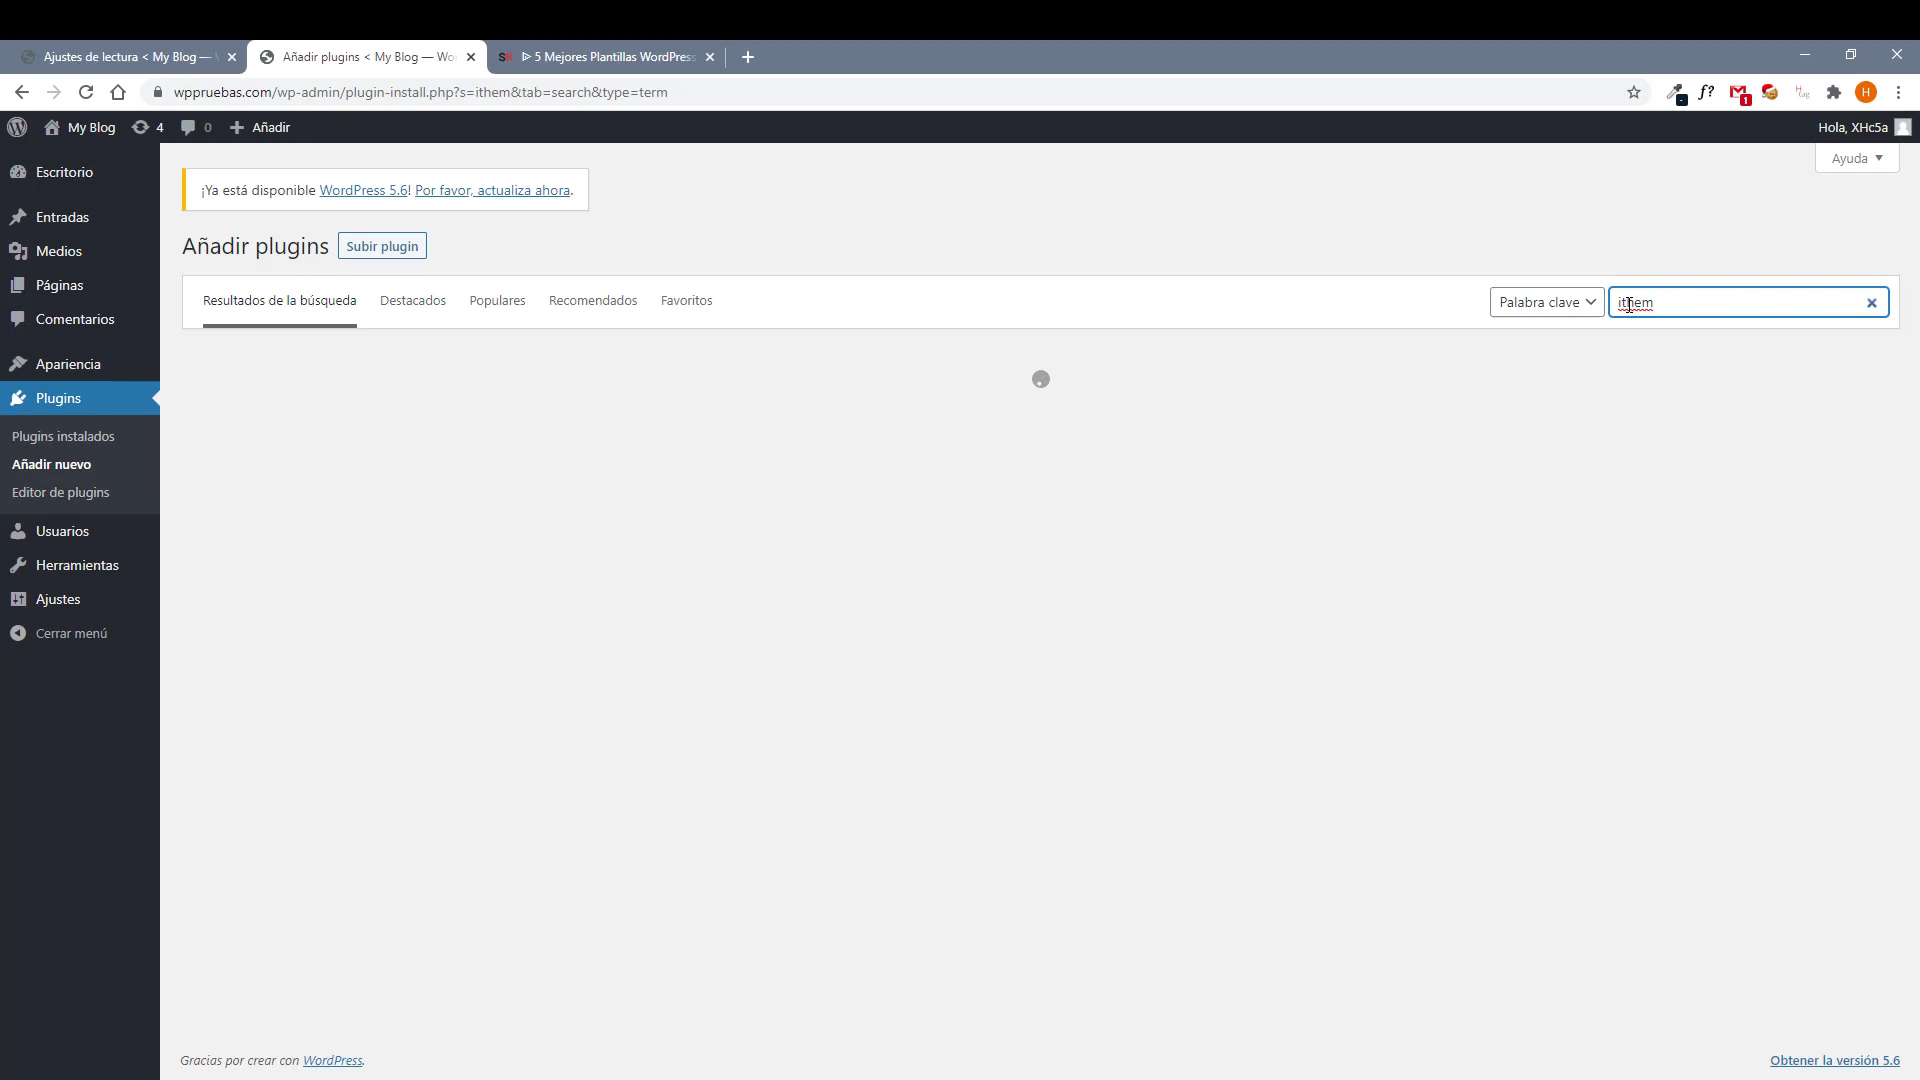 Ajustes de lectura < My Blog —
Añadir plugins < My Blog — Wo
5 Mejores Plantillas WordPress
wppruebas.com/wp-admin/plugin-install.php?s=ithem&tab=search&type=term
f?
1
H
My Blog
4
0
Añadir
Hola, XHc5a
Ayuda
Escritorio
Entradas
Medios
Páginas
Comentarios
Apariencia
Plugins
Plugins instalados
Añadir nuevo
Editor de plugins
Usuarios
Herramientas
Ajustes
Cerrar menú
¡Ya está disponible WordPress 5.6! Por favor, actualiza ahora.
Añadir plugins
Subir plugin
Resultados de la búsqueda
Destacados
Populares
Recomendados
Favoritos
Palabra clave
ithem
Gracias por crear con WordPress.
Obtener la versión 5.6